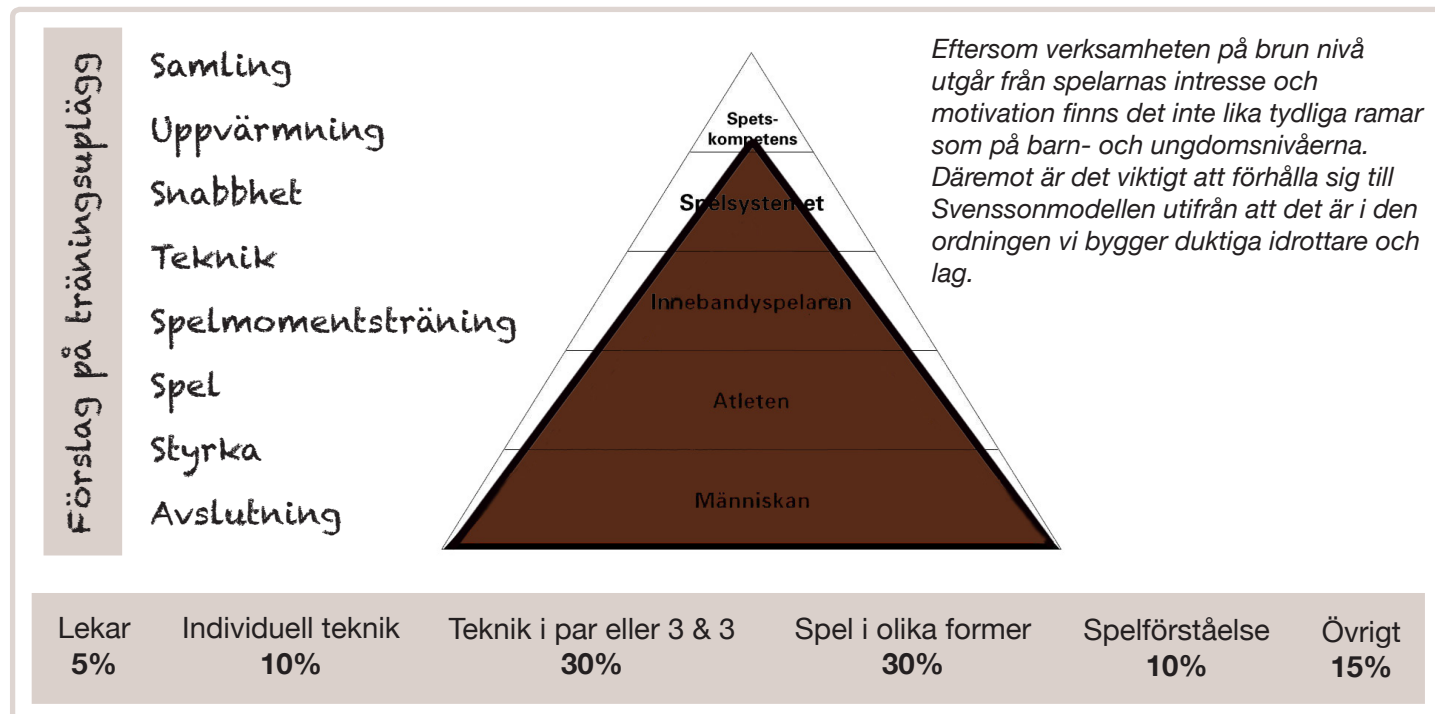 Förslag på träningsuplägg
Samling
Uppvärmning
Snabbhet
Teknik
Spelmomentsträning
Spel
Styrka
Avslutning
Spets-
kompetens
Spelsystemet
Innebandyspelaren
Atleten
Människan
Eftersom verksamheten på brun nivå
utgår från spelarnas intresse och
motivation finns det inte lika tydliga ramar
som på barn- och ungdomsnivåerna.
Däremot är det viktigt att förhålla sig till
Svenssonmodellen utifrån att det är i den
ordningen vi bygger duktiga idrottare och
lag.
Lekar
5%
Individuell teknik
10%
Teknik i par eller 3 & 3
30%
Spel i olika former
30%
Spelförståelse
10%
Övrigt
15%